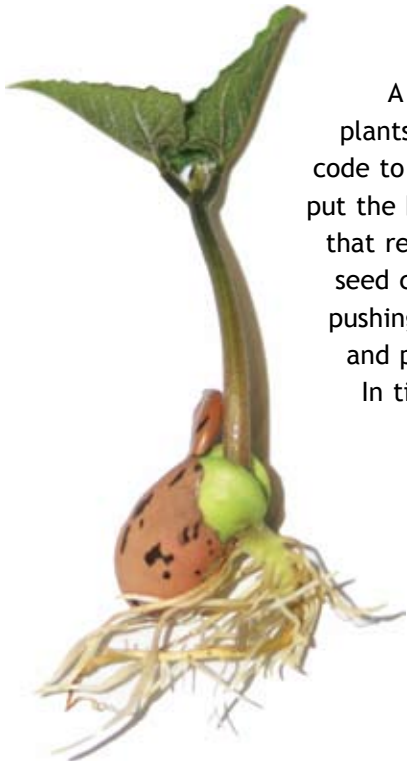 A
plants
code to
put the
that re
seed c
pushing
and p
In ti